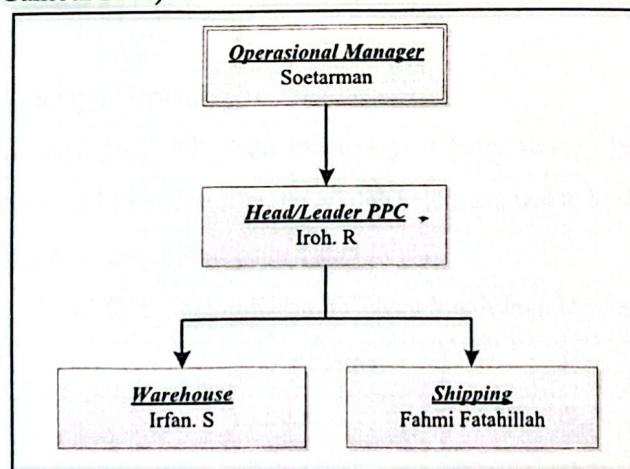 Operasional Manager
Soetarman
Head/Leader PPC
Iroh. R
Warehouse
Irfan. S
Shipping
Fahmi Fatahillah